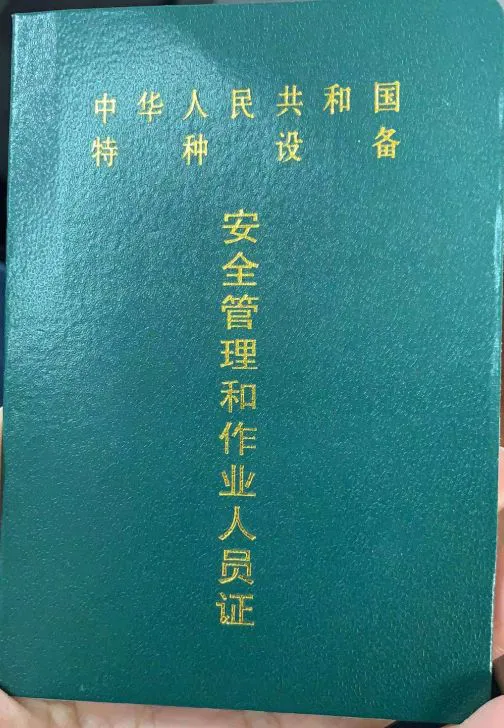 中华人民共和国
特种设备
安全管理和作业人员证